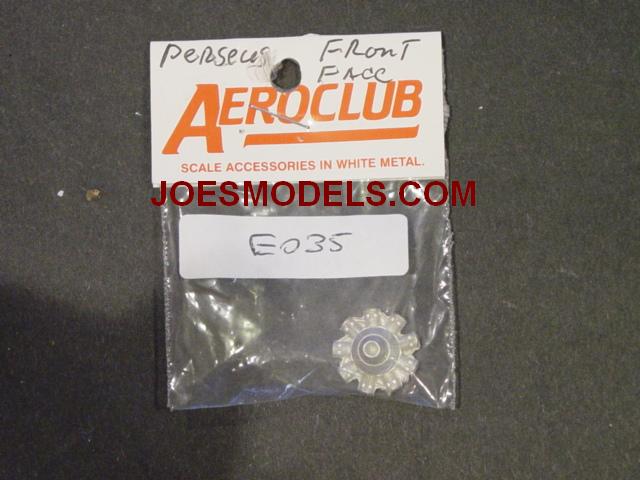 PERSEUS FRONT
FACE
AEROCLUB
SCALE ACCESSORIES IN WHITE METAL.
JOESMODELS.COM
E035